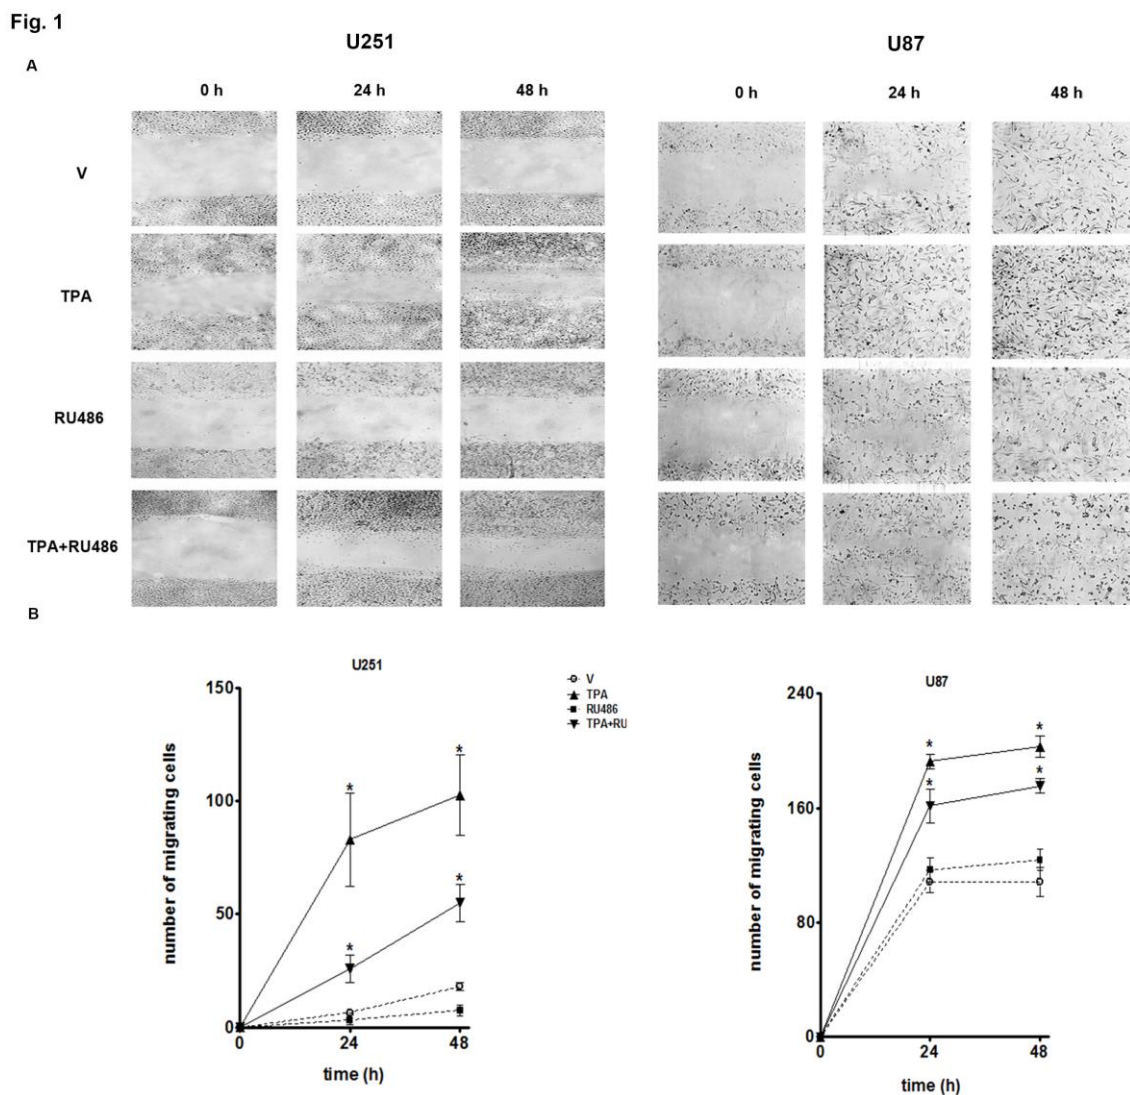 Fig. 1
U251
U87
A
0 h
24 h
48 h
0 h
24 h
48 h
V
TPA
RU486
TPA+RU486
B
U251
150
100
50
0
0
24
48
number of migrating cells
time (h)
*
*
*
*
V
TPA
RU486
TPA+RU
U87
240
160
80
0
0
24
48
number of migrating cells
time (h)
*
*
*
*